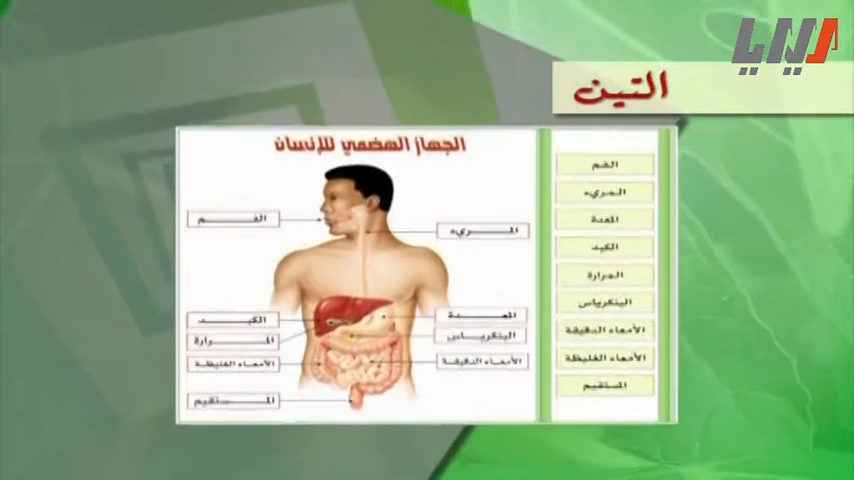 ريها
التين
الجهاز الهضمي للإنسان
الفم
المريء
الكبد
المعدة
المرارة
البنكرياس
الأمعاء الغليظة
الأمعاء الدقيقة
المستقيم
الفم
المريء
المعدة
الكبد
المرارة
البنكرياس
الأمعاء الدقيقة
الأمعاء الغليظة
المستقيم